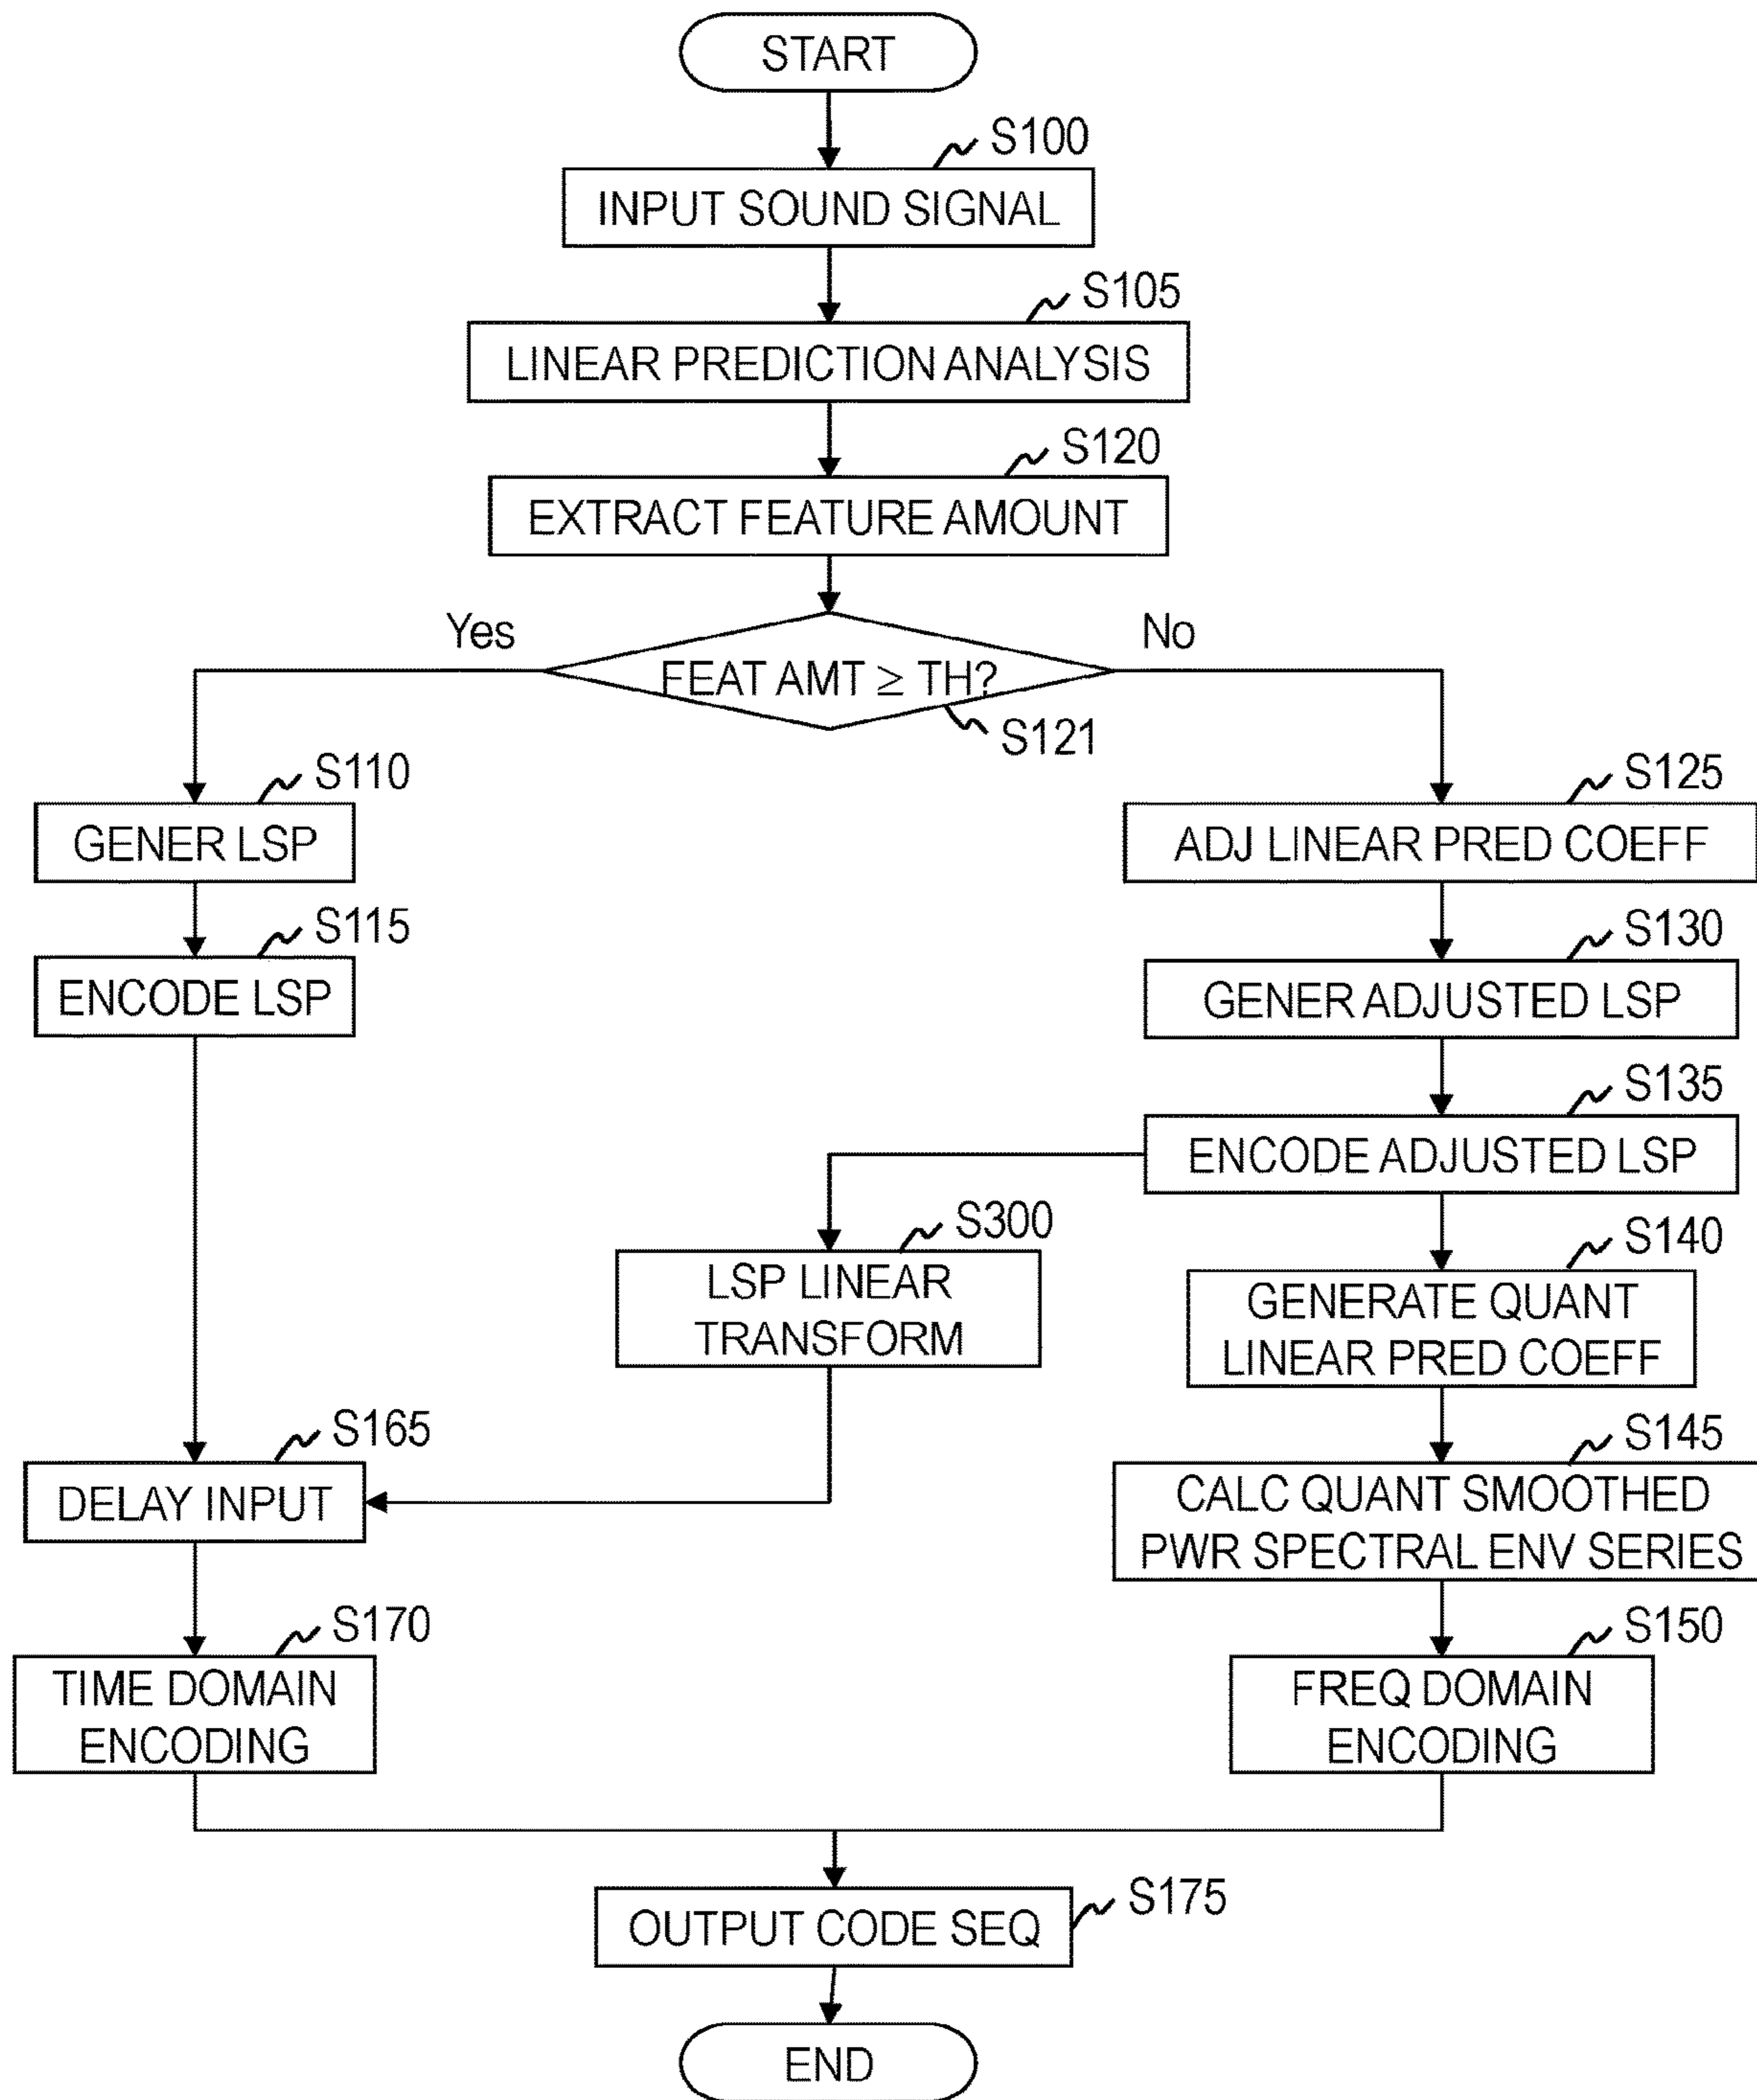 START
S100
INPUT SOUND SIGNAL
S105
LINEAR PREDICTION ANALYSIS
S120
EXTRACT FEATURE AMOUNT
Yes
No
FEAT AMT ≥ TH?
S121
S110
GENER LSP
S115
ENCODE LSP
S125
ADJ LINEAR PRED COEFF
S130
GENER ADJUSTED LSP
S135
ENCODE ADJUSTED LSP
S300
LSP LINEAR
TRANSFORM
S140
GENERATE QUANT
LINEAR PRED COEFF
S165
DELAY INPUT
S145
CALC QUANT SMOOTHED
PWR SPECTRAL ENV SERIES
S170
TIME DOMAIN
ENCODING
S150
FREQ DOMAIN
ENCODING
S175
OUTPUT CODE SEQ
END